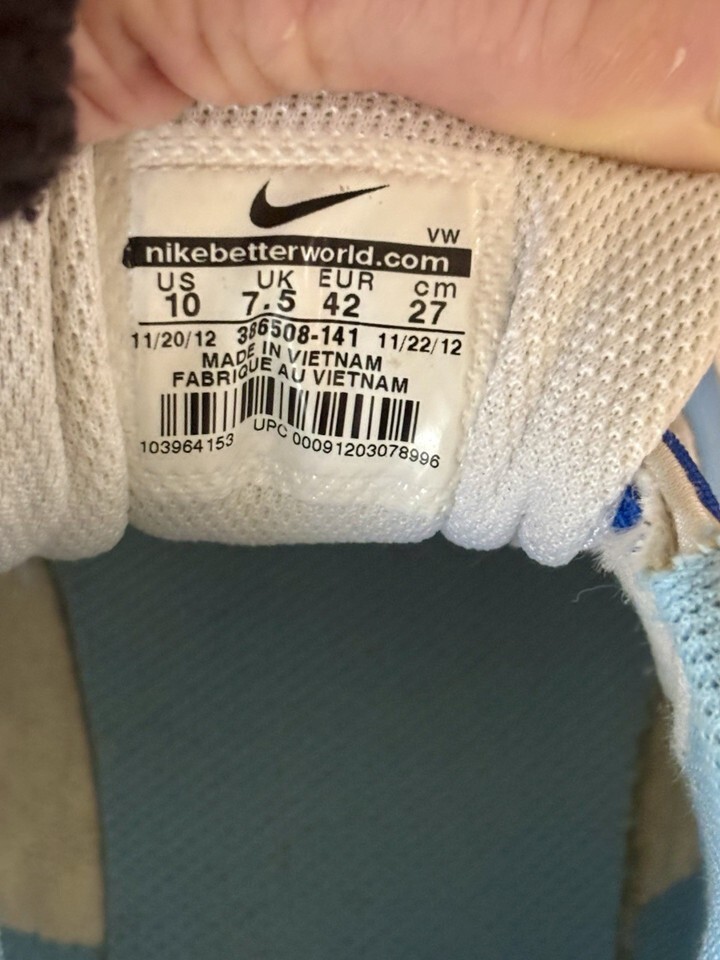 VW
nikebetterworld.com
US UK EUR cm
10 7.5 42 27
11/20/12 386508-141 11/22/12
MADE IN VIETNAM
FABRIQUE AU VIETNAM
103964153 UPC 00091203078996